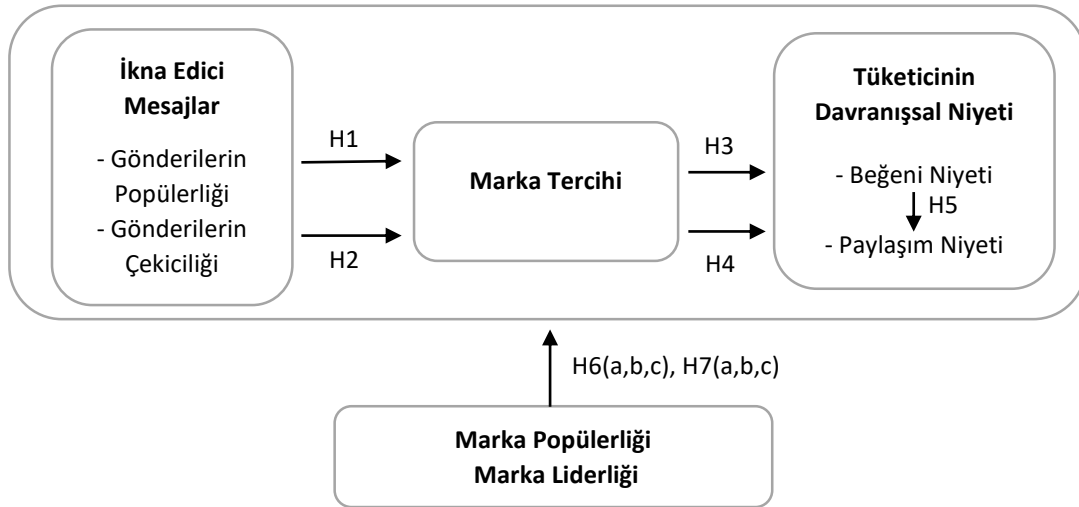 İkna Edici
Mesajlar
- Gönderilerin
Popülerliği
- Gönderilerin
Çekiciliği
H1
H2
Marka Tercihi
H3
H4
Tüketicinin
Davranışsal Niyeti
- Beğeni Niyeti
H5
- Paylaşım Niyeti
H6(a,b,c), H7(a,b,c)
Marka Popülerliği
Marka Liderliği